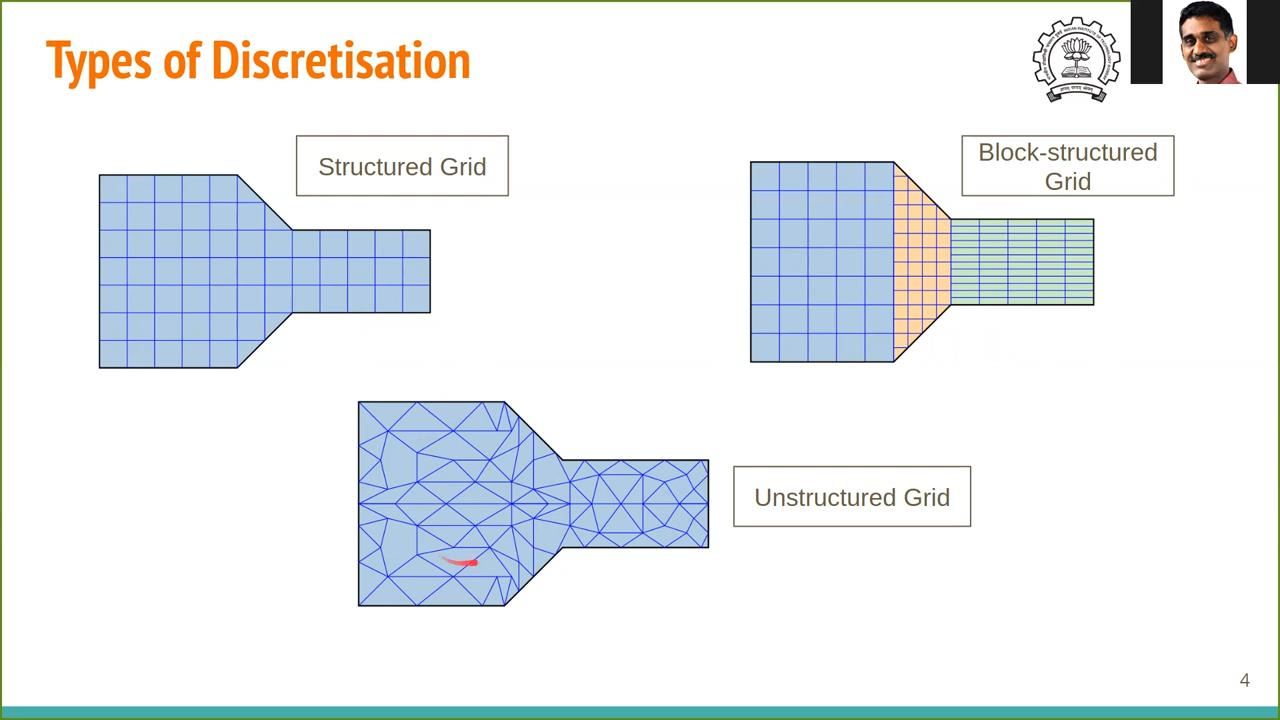 Types of Discretisation
Structured Grid
Block-structured
Grid
Unstructured Grid
4